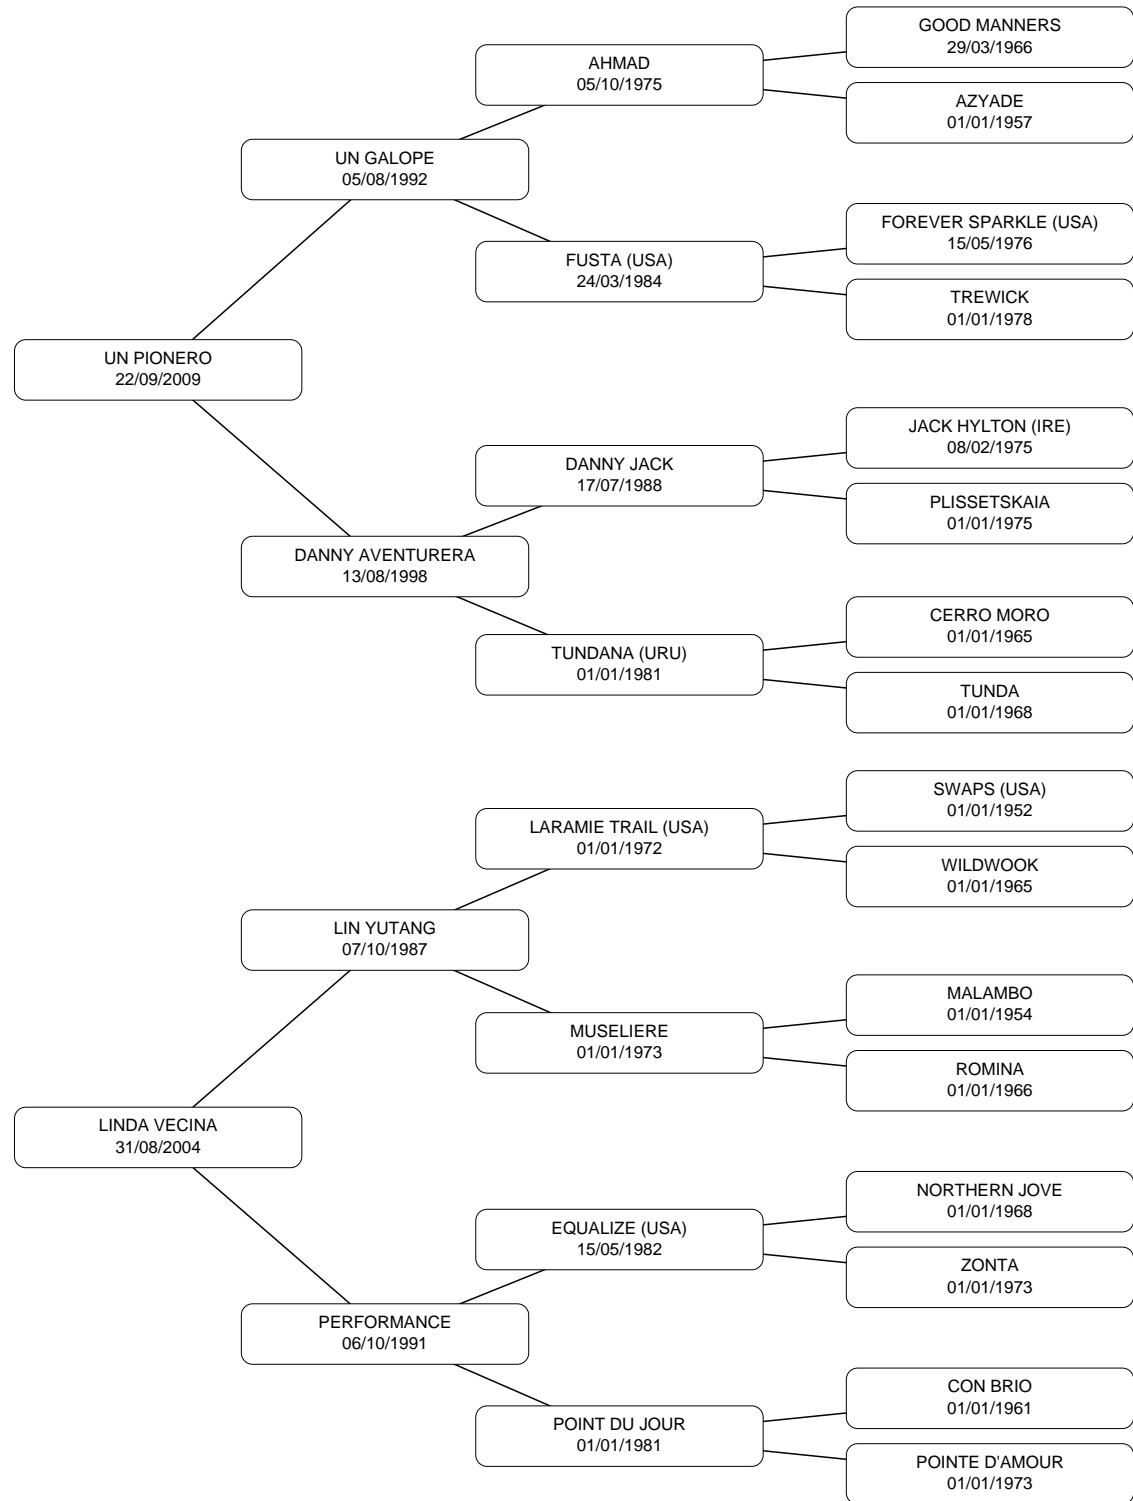 GOOD MANNERS
29/03/1966
AHMAD
05/10/1975
AZYADE
01/01/1957
UN GALOPE
05/08/1992
FOREVER SPARKLE (USA)
15/05/1976
FUSTA (USA)
24/03/1984
TREWICK
01/01/1978
UN PIONERO
22/09/2009
JACK HYLTON (IRE)
08/02/1975
DANNY JACK
17/07/1988
PLISSETSKAIA
01/01/1975
DANNY AVENTURERA
13/08/1998
CERRO MORO
01/01/1965
TUNDANA (URU)
01/01/1981
TUNDA
01/01/1968
SWAPS (USA)
01/01/1952
LARAMIE TRAIL (USA)
01/01/1972
WILDWOOK
01/01/1965
LIN YUTANG
07/10/1987
MALAMBO
01/01/1954
MUSELIERE
01/01/1973
ROMINA
01/01/1966
LINDA VECINA
31/08/2004
NORTHERN JOVE
01/01/1968
EQUALIZE (USA)
15/05/1982
ZONTA
01/01/1973
PERFORMANCE
06/10/1991
CON BRIO
01/01/1961
POINT DU JOUR
01/01/1981
POINTE D'AMOUR
01/01/1973